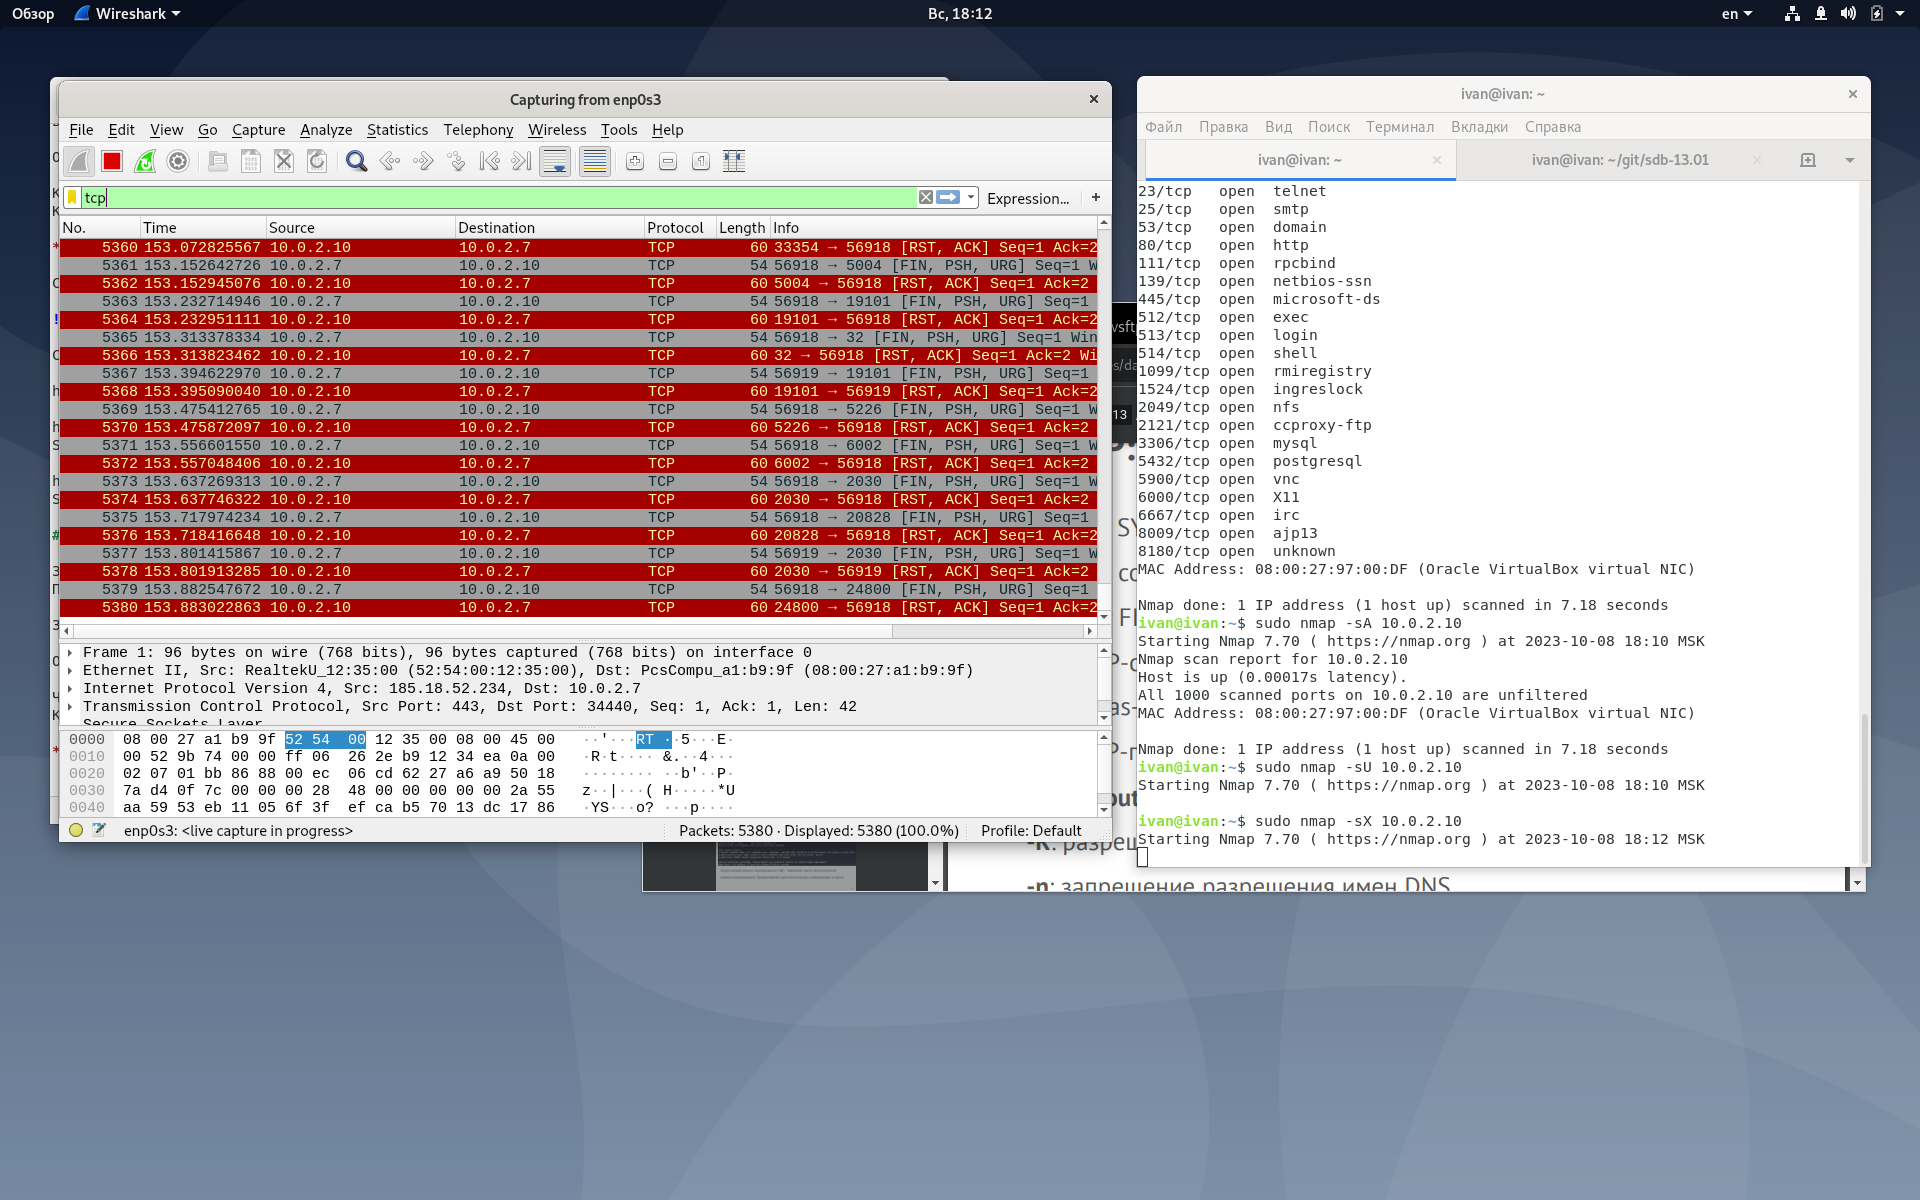 Обзор Wireshark Вс, 18:12 en
Capturing from enp0s3
File Edit View Go Capture Analyze Statistics Telephony Wireless Tools Help
tcp Expression... +
No. Time Source Destination Protocol Length Info
5360 153.072825567 10.0.2.10 10.0.2.7 TCP 60 33354 → 56918 [RST, ACK] Seq=1 Ack=2
5361 153.152642726 10.0.2.7 10.0.2.10 TCP 54 56918 → 5004 [FIN, PSH, URG] Seq=1 W
5362 153.152945076 10.0.2.10 10.0.2.7 TCP 60 5004 → 56918 [RST, ACK] Seq=1 Ack=2
5363 153.232714946 10.0.2.7 10.0.2.10 TCP 54 56918 → 19101 [FIN, PSH, URG] Seq=1
5364 153.232951111 10.0.2.10 10.0.2.7 TCP 60 19101 → 56918 [RST, ACK] Seq=1 Ack=2
5365 153.313378334 10.0.2.7 10.0.2.10 TCP 54 56918 → 32 [FIN, PSH, URG] Seq=1 Win
5366 153.313823462 10.0.2.10 10.0.2.7 TCP 60 32 → 56918 [RST, ACK] Seq=1 Ack=2 Wi
5367 153.394622970 10.0.2.7 10.0.2.10 TCP 54 56919 → 19101 [FIN, PSH, URG] Seq=1
5368 153.395090040 10.0.2.10 10.0.2.7 TCP 60 19101 → 56919 [RST, ACK] Seq=1 Ack=2
5369 153.475412765 10.0.2.7 10.0.2.10 TCP 54 56918 → 5226 [FIN, PSH, URG] Seq=1 W
5370 153.475872097 10.0.2.10 10.0.2.7 TCP 60 5226 → 56918 [RST, ACK] Seq=1 Ack=2
5371 153.556601550 10.0.2.7 10.0.2.10 TCP 54 56918 → 6002 [FIN, PSH, URG] Seq=1 W
5372 153.557048406 10.0.2.10 10.0.2.7 TCP 60 6002 → 56918 [RST, ACK] Seq=1 Ack=2
5373 153.637269313 10.0.2.7 10.0.2.10 TCP 54 56918 → 2030 [FIN, PSH, URG] Seq=1 W
5374 153.637746322 10.0.2.10 10.0.2.7 TCP 60 2030 → 56918 [RST, ACK] Seq=1 Ack=2
5375 153.717974234 10.0.2.7 10.0.2.10 TCP 54 56918 → 20828 [FIN, PSH, URG] Seq=1
5376 153.718416648 10.0.2.10 10.0.2.7 TCP 60 20828 → 56918 [RST, ACK] Seq=1 Ack=2
5377 153.801415867 10.0.2.7 10.0.2.10 TCP 54 56919 → 2030 [FIN, PSH, URG] Seq=1 W
5378 153.801913285 10.0.2.10 10.0.2.7 TCP 60 2030 → 56919 [RST, ACK] Seq=1 Ack=2
5379 153.882547672 10.0.2.7 10.0.2.10 TCP 54 56918 → 24800 [FIN, PSH, URG] Seq=1
5380 153.883022863 10.0.2.10 10.0.2.7 TCP 60 24800 → 56918 [RST, ACK] Seq=1 Ack=2
Frame 1: 96 bytes on wire (768 bits), 96 bytes captured (768 bits) on interface 0
Ethernet II, Src: RealtekU_12:35:00 (52:54:00:12:35:00), Dst: PcsCompu_a1:b9:9f (08:00:27:a1:b9:9f)
Internet Protocol Version 4, Src: 185.18.52.234, Dst: 10.0.2.7
Transmission Control Protocol, Src Port: 443, Dst Port: 34440, Seq: 1, Ack: 1, Len: 42
Secure Sockets Layer
0000 08 00 27 a1 b9 9f 52 54 00 12 35 00 08 00 45 00 ··'···RT ·5···E·
0010 00 52 9b 74 00 00 ff 06 26 2e b9 12 34 ea 0a 00 ·R·t···· &.··4···
0020 02 07 01 bb 86 88 00 ec 06 cd 62 27 a6 a9 50 18 ········ ··b'··P·
0030 7a d4 0f 7c 00 00 00 28 48 00 00 00 00 00 2a 55 z··|···( H·····*U
0040 aa 59 53 eb 11 05 6f 3f ef ca b5 70 13 dc 17 86 ·YS···o? ···p····
enp0s3: <live capture in progress> Packets: 5380 · Displayed: 5380 (100.0%) Profile: Default
ivan@ivan: ~
Файл Правка Вид Поиск Терминал Вкладки Справка
ivan@ivan: ~ ivan@ivan: ~/git/sdb-13.01
23/tcp open telnet
25/tcp open smtp
53/tcp open domain
80/tcp open http
111/tcp open rpcbind
139/tcp open netbios-ssn
445/tcp open microsoft-ds
512/tcp open exec
513/tcp open login
514/tcp open shell
1099/tcp open rmiregistry
1524/tcp open ingreslock
2049/tcp open nfs
2121/tcp open ccproxy-ftp
3306/tcp open mysql
5432/tcp open postgresql
5900/tcp open vnc
6000/tcp open X11
6667/tcp open irc
8009/tcp open ajp13
8180/tcp open unknown
MAC Address: 08:00:27:97:00:DF (Oracle VirtualBox virtual NIC)
Nmap done: 1 IP address (1 host up) scanned in 7.18 seconds
ivan@ivan:~$ sudo nmap -sA 10.0.2.10
Starting Nmap 7.70 ( https://nmap.org ) at 2023-10-08 18:10 MSK
Nmap scan report for 10.0.2.10
Host is up (0.00017s latency).
All 1000 scanned ports on 10.0.2.10 are unfiltered
MAC Address: 08:00:27:97:00:DF (Oracle VirtualBox virtual NIC)
Nmap done: 1 IP address (1 host up) scanned in 7.18 seconds
ivan@ivan:~$ sudo nmap -sU 10.0.2.10
Starting Nmap 7.70 ( https://nmap.org ) at 2023-10-08 18:10 MSK
ivan@ivan:~$ sudo nmap -sX 10.0.2.10
Starting Nmap 7.70 ( https://nmap.org ) at 2023-10-08 18:12 MSK
13
-R: разреш
-n: запрещение разрешения имен DNS